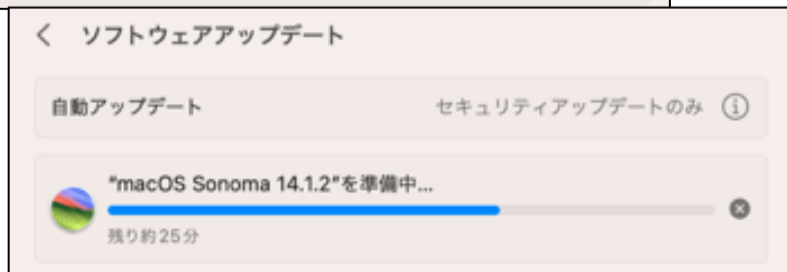 ソフトウェアアップデート
自動アップデート セキュリティアップデートのみ
"macOS Sonoma 14.1.2"を準備中...
残り約25分